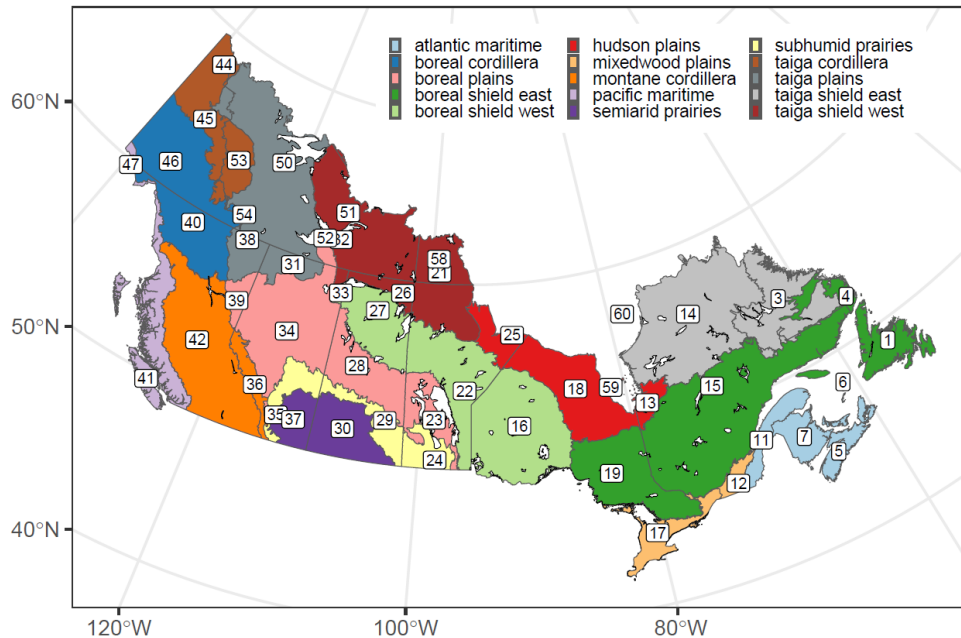 atlantic maritime hudson plains subhumid prairies
boreal cordillera mixedwood plains taiga cordillera
boreal plains montane cordillera taiga plains
boreal shield east pacific maritime taiga shield east
boreal shield west semiarid prairies taiga shield west
44
60°N
45
47 46 53 50
51
40 54 38 52 32
31 58 21
39 33 26 27
3 4
60 14
50°N
42 34 25 1
28
41 36 22 18 59 13 15 6
35 37 30 29 23 16
11 7 5
24 19 12
40°N
17
120°W 100°W 80°W